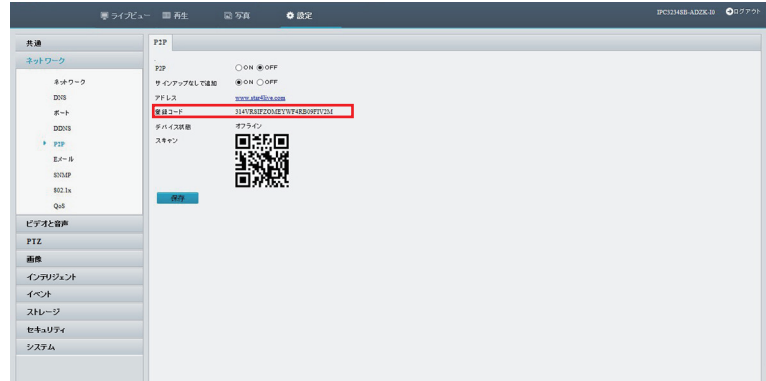 ライブビュー 再生 写真 設定 IPC3234SB-ADZK-I0 ログアウト
共通
ネットワーク
ネットワーク
DNS
ポート
DDNS
P2P
Eメール
SNMP
802.1x
QoS
ビデオと音声
PTZ
画像
インテリジェント
イベント
ストレージ
セキュリティ
システム
P2P
P2P ON OFF
サインアップなしで追加 ON OFF
アドレス www.star4live.com
登録コード 314VR8IFZOMEYWF4RB09FIV2M
デバイス状態 オフライン
スキャン
保存